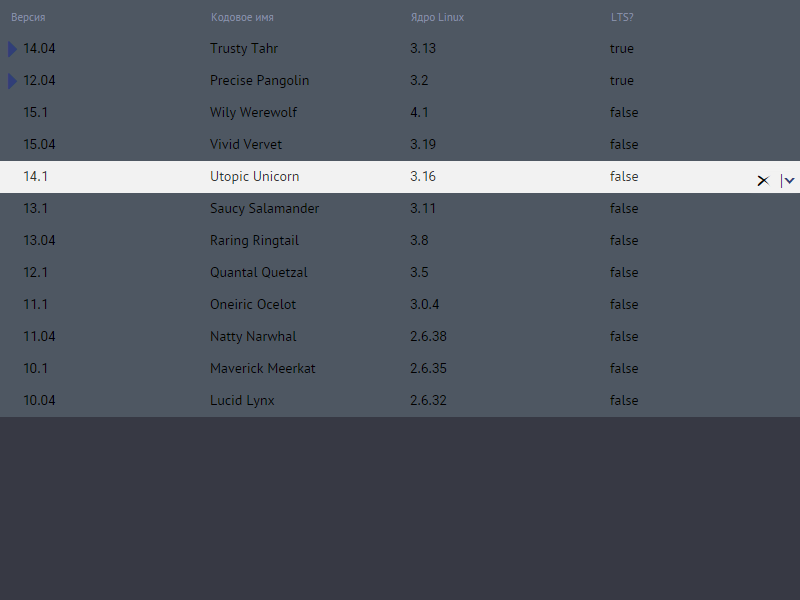 Версия Кодовое имя Ядро Linux LTS?
14.04 Trusty Tahr 3.13 true
12.04 Precise Pangolin 3.2 true
15.1 Wily Werewolf 4.1 false
15.04 Vivid Vervet 3.19 false
14.1 Utopic Unicorn 3.16 false
13.1 Saucy Salamander 3.11 false
13.04 Raring Ringtail 3.8 false
12.1 Quantal Quetzal 3.5 false
11.1 Oneiric Ocelot 3.0.4 false
11.04 Natty Narwhal 2.6.38 false
10.1 Maverick Meerkat 2.6.35 false
10.04 Lucid Lynx 2.6.32 false